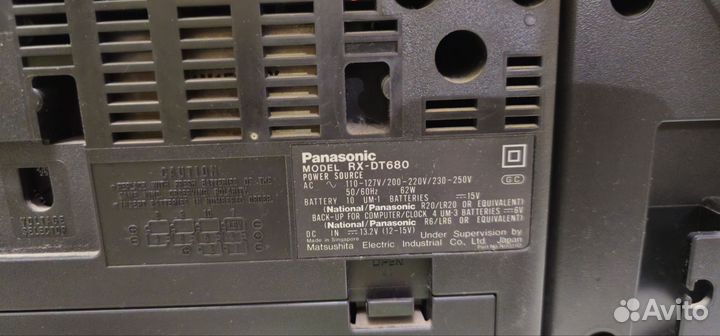 Panasonic
MODEL RX-DT680
POWER SOURCE
AC ~ 110-127V/200-220V/230-250V
50/60Hz 62W
BATTERY 10 UM-1 BATTERIES 15V
(National/Panasonic R20/LR20 OR EQUIVALENT)
BACK-UP FOR COMPUTER/CLOCK 4 UM-3 BATTERIES 6V
(National/Panasonic R6/LR6 OR EQUIVALENT)
DC IN 13.2V (12-15V)
Made in Singapore
Under Supervision by
Matsushita Electric Industrial Co., Ltd. Japan
CAUTION
VOLTAGE
SELECTOR
OPEN
Avito